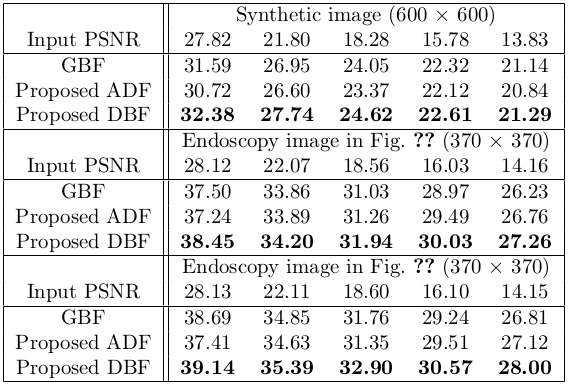 Synthetic image (600 × 600)
Input PSNR 27.82 21.80 18.28 15.78 13.83
GBF 31.59 26.95 24.05 22.32 21.14
Proposed ADF 30.72 26.60 23.37 22.12 20.84
Proposed DBF 32.38 27.74 24.62 22.61 21.29
Endoscopy image in Fig. ?? (370 × 370)
Input PSNR 28.12 22.07 18.56 16.03 14.16
GBF 37.50 33.86 31.03 28.97 26.23
Proposed ADF 37.24 33.89 31.26 29.49 26.76
Proposed DBF 38.45 34.20 31.94 30.03 27.26
Endoscopy image in Fig. ?? (370 × 370)
Input PSNR 28.13 22.11 18.60 16.10 14.15
GBF 38.69 34.85 31.76 29.24 26.81
Proposed ADF 37.41 34.63 31.35 29.51 27.12
Proposed DBF 39.14 35.39 32.90 30.57 28.00